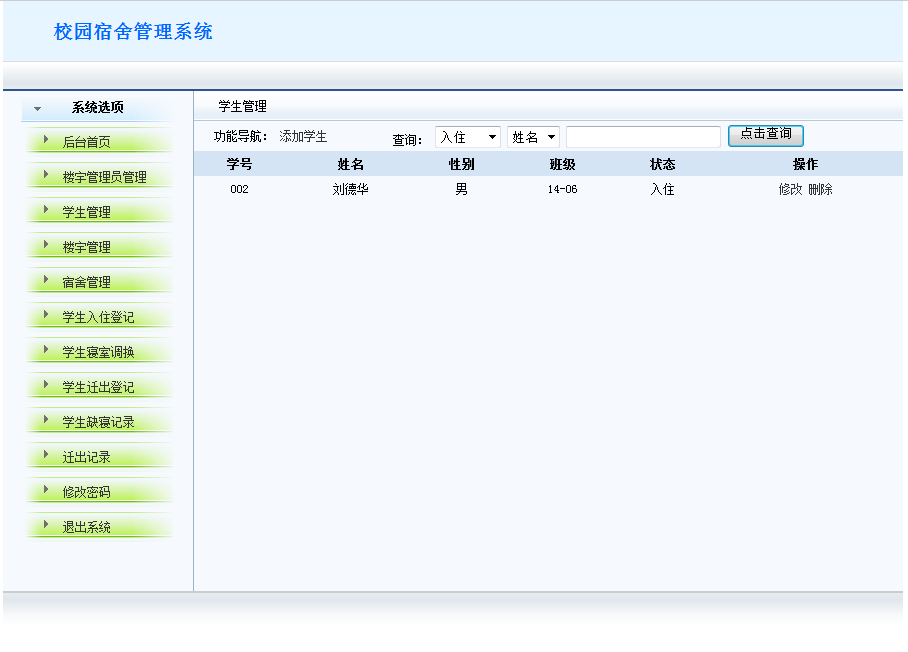 校园宿舍管理系统
系统选项
后台首页
楼宇管理员管理
学生管理
楼宇管理
宿舍管理
学生入住登记
学生寝室调换
学生迁出登记
学生缺寝记录
迁出记录
修改密码
退出系统
学生管理
功能导航: 添加学生 查询: 入住 姓名 点击查询
学号 姓名 性别 班级 状态 操作
002 刘德华 男 14-06 入住 修改 删除